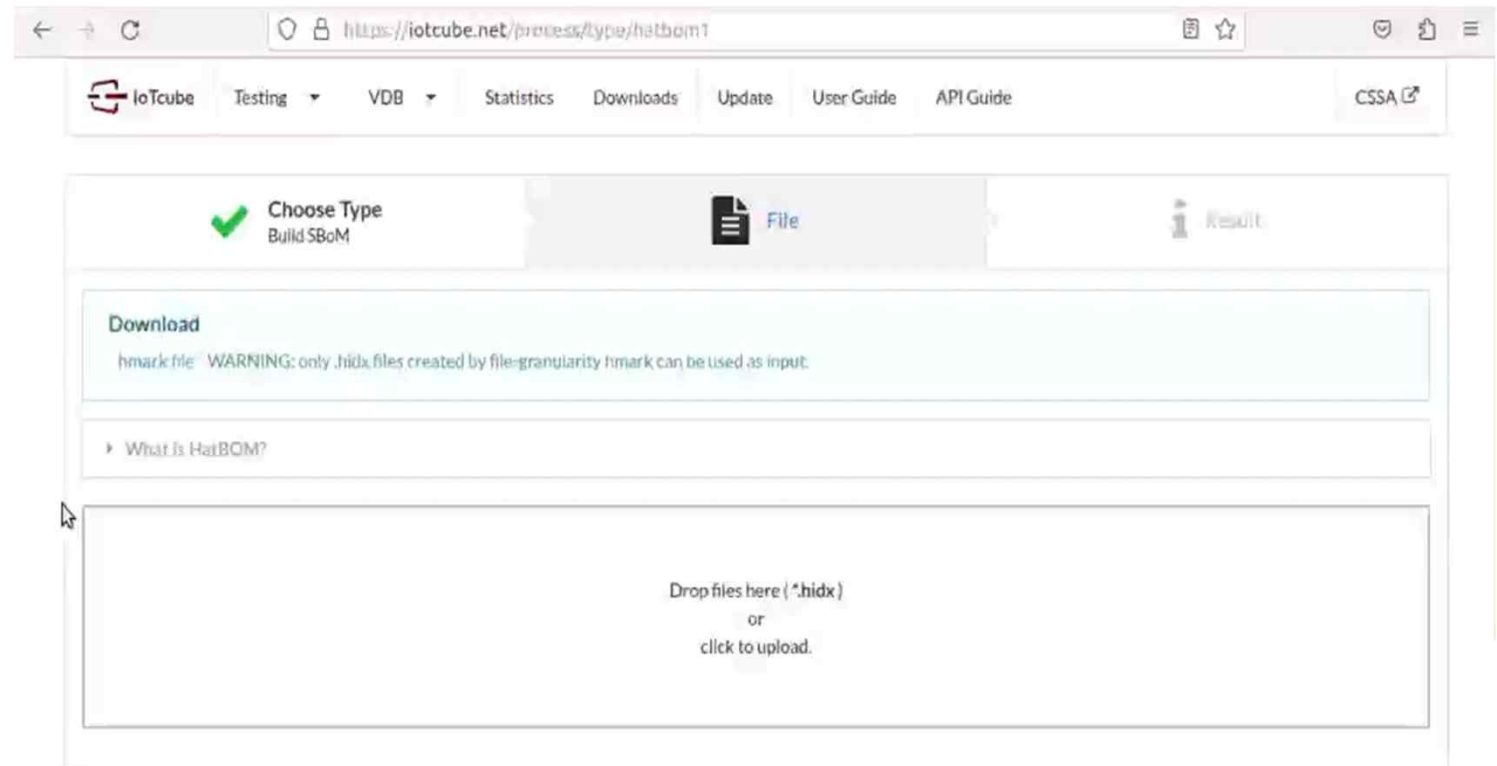 https://iotcube.net/process/type/hatbom1
IoTcube Testing VDB Statistics Downloads Update User Guide API Guide CSSA
Choose Type
Build SBoM
File
Result
Download
hmark file WARNING: only .hidx files created by file-granularity hmark can be used as input.
What is HatBOM?
Drop files here ( *.hidx )
or
click to upload.